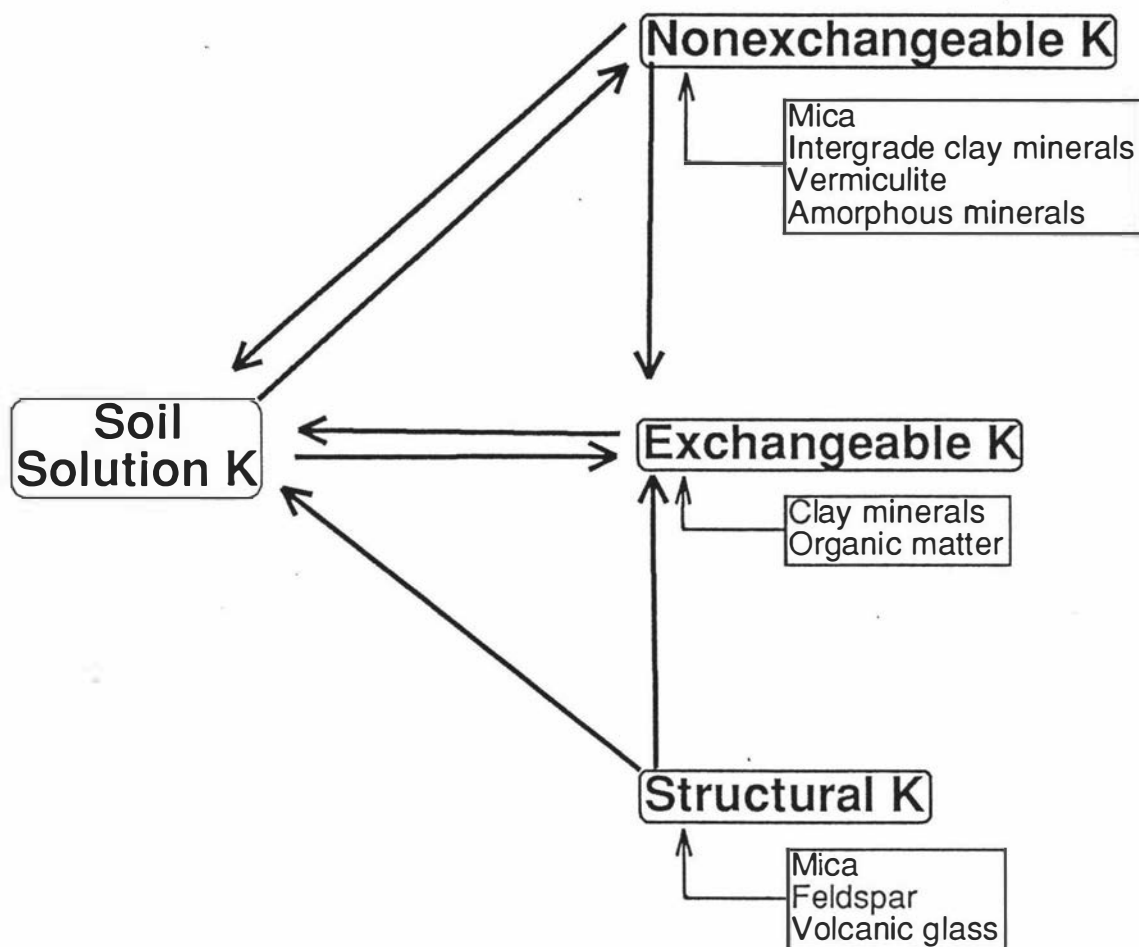 Nonexchangeable K
Mica
Intergrade clay minerals
Vermiculite
Amorphous minerals
Soil
Solution K
Exchangeable K
Clay minerals
Organic matter
Structural K
Mica
Feldspar
Volcanic glass